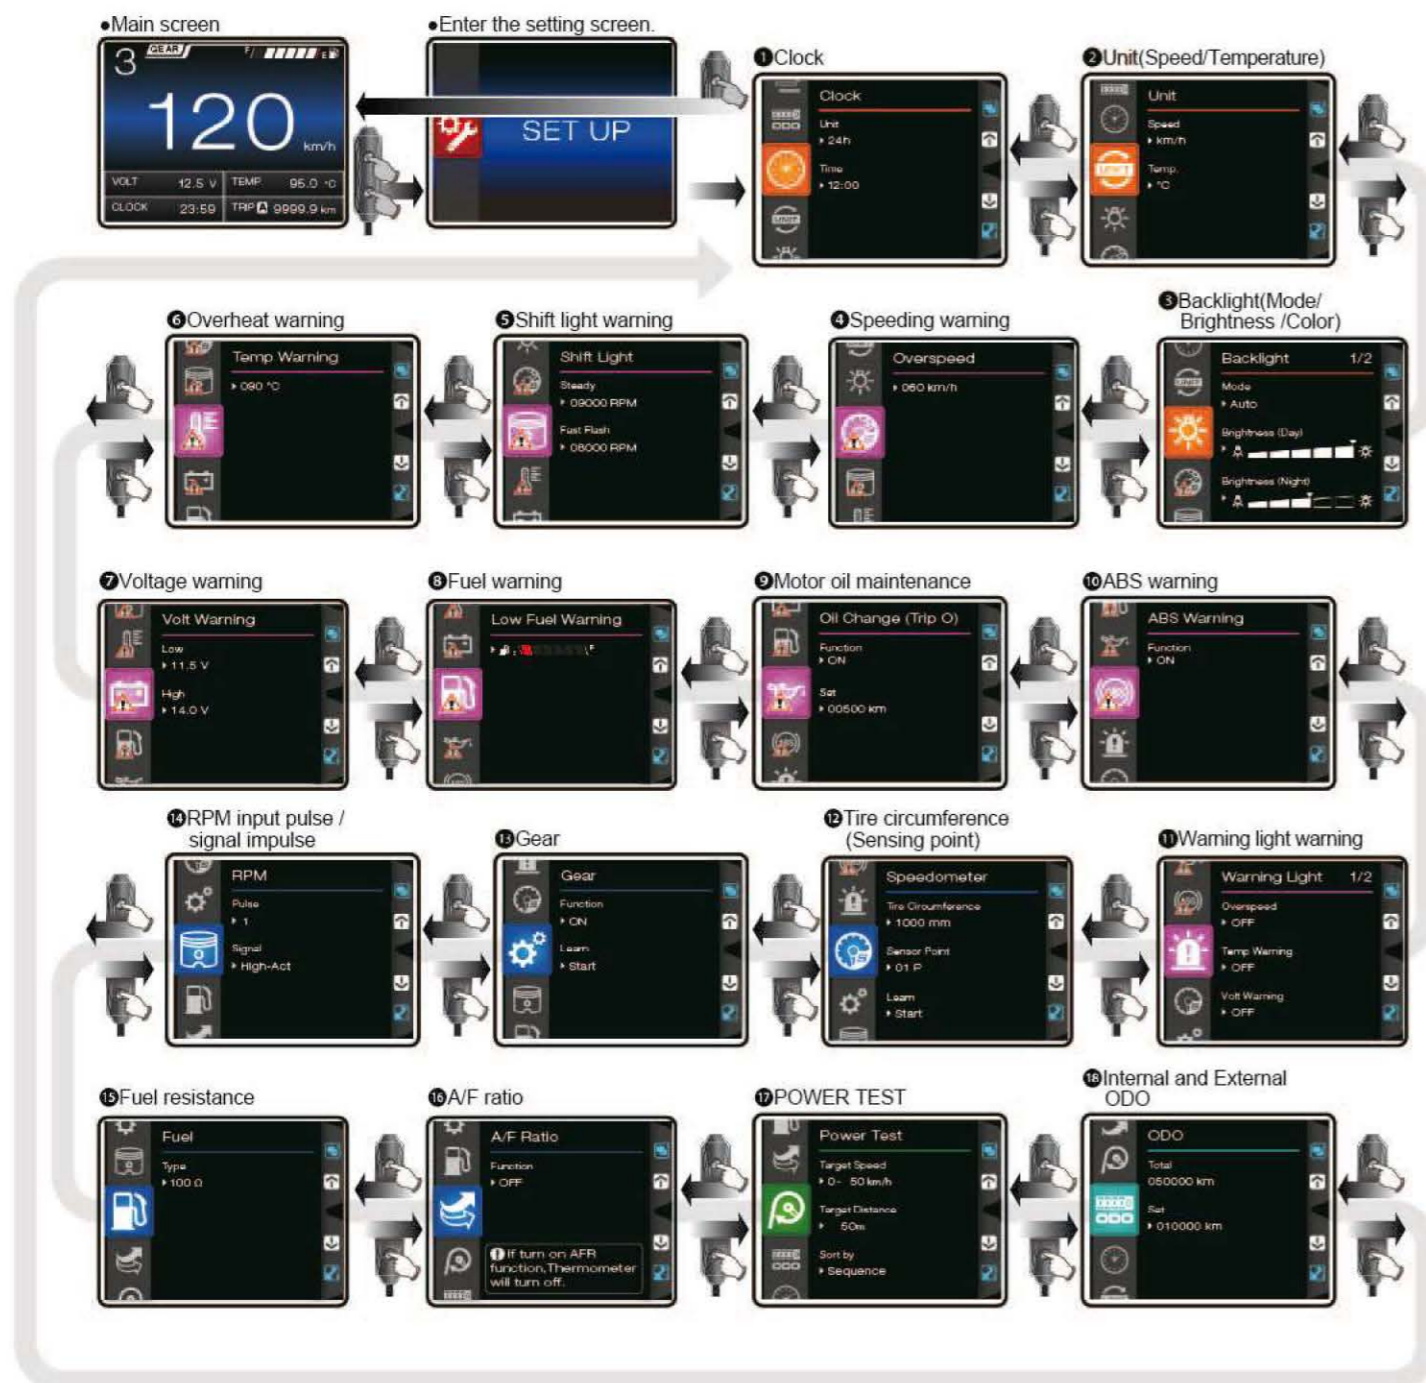 ●Main screen
3 GEAR F E
120 km/h
VOLT 12.5 V TEMP 95.0 °C
CLOCK 23:59 TRIP A 9999.9 km
●Enter the setting screen.
SET UP
❶Clock
Clock
Unit
24h
Time
12:00
UNIT
❷Unit(Speed/Temperature)
Unit
Speed
km/h
Temp.
°C
UNIT
❸Backlight(Mode/
Brightness /Color)
Backlight 1/2
Mode
Auto
Brightness (Day)
Brightness (Night)
UNIT
❹Speeding warning
Overspeed
060 km/h
❺Shift light warning
Shift Light
Steady
09000 RPM
Fast Flash
08000 RPM
❻Overheat warning
Temp Warning
090 °C
❼Voltage warning
Volt Warning
Low
11.5 V
High
14.0 V
❽Fuel warning
Low Fuel Warning
F
❾Motor oil maintenance
Oil Change (Trip O)
Function
ON
Set
00500 km
❿ABS warning
ABS Warning
Function
ON
⓫Warning light warning
Warning Light 1/2
Overspeed
OFF
Temp Warning
OFF
Volt Warning
OFF
⓬Tire circumference
(Sensing point)
Speedometer
Tire Circumference
1000 mm
Sensor Point
01 P
Learn
Start
⓭Gear
Gear
Function
ON
Learn
Start
⓮RPM input pulse /
signal impulse
RPM
Pulse
1
Signal
High-Act
⓯Fuel resistance
Fuel
Type
100 Ω
⓰A/F ratio
A/F Ratio
Function
OFF
If turn on AFR
function,Thermometer
will turn off.
⓱POWER TEST
Power Test
Target Speed
0- 50 km/h
Target Distance
50m
Sort by
Sequence
⓲Internal and External
ODO
ODO
Total
050000 km
Set
010000 km